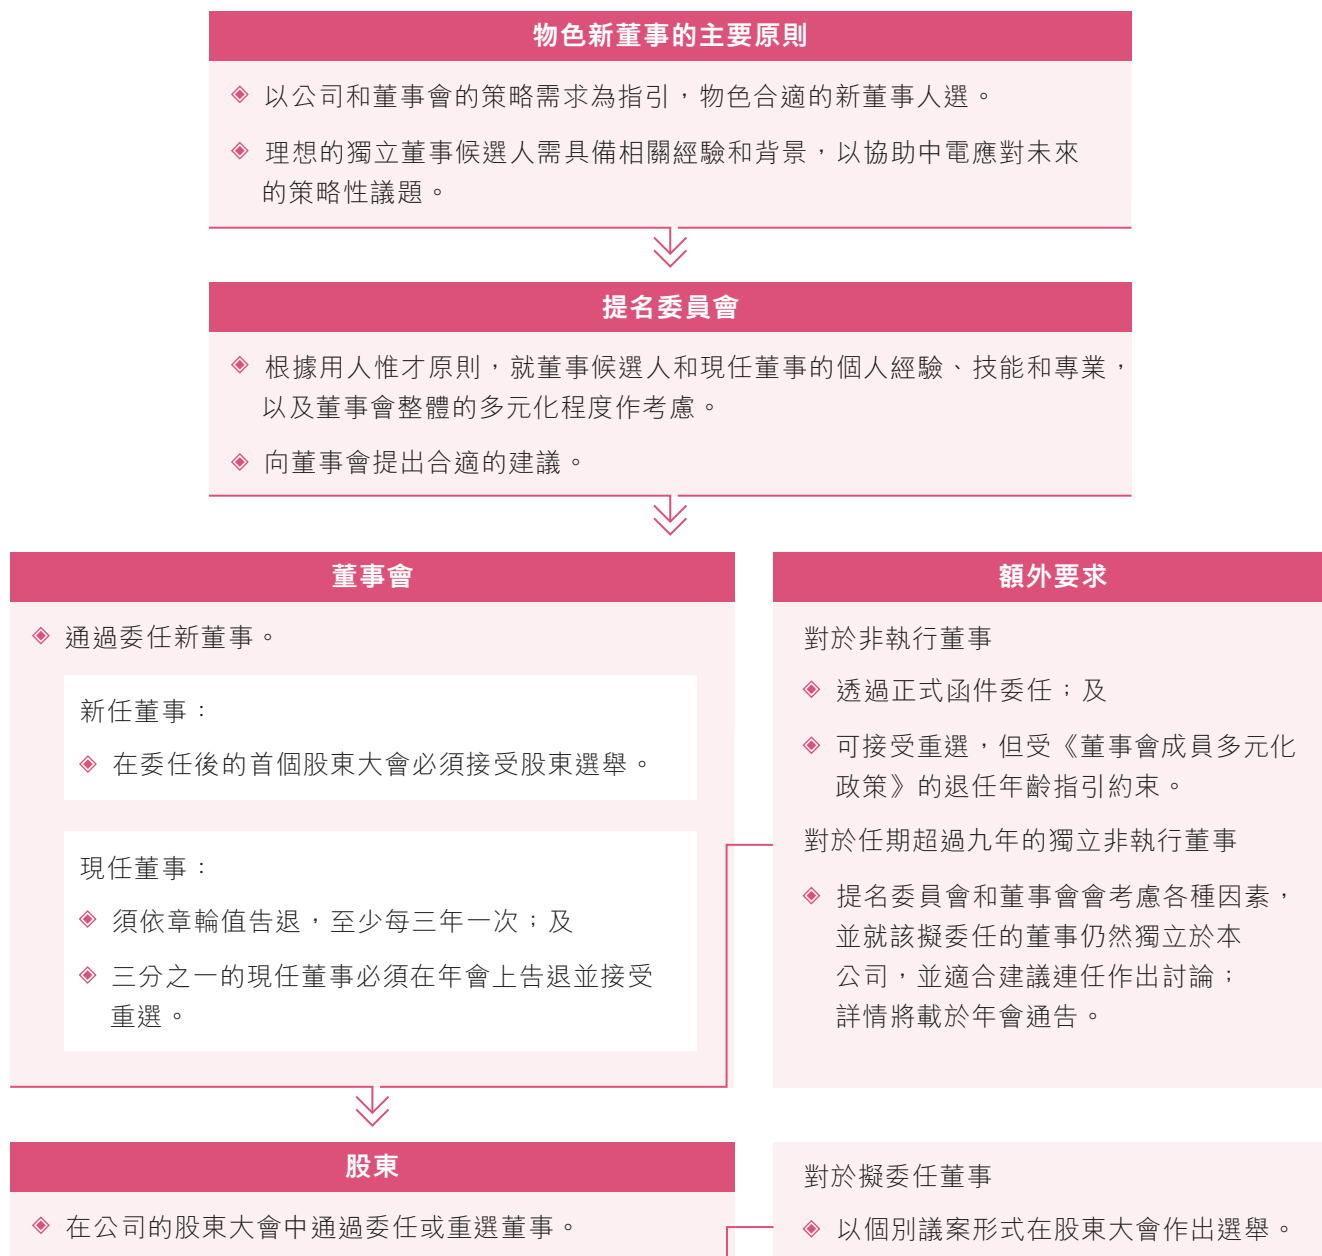 物色新董事的主要原則
以公司和董事會的策略需求為指引，物色合適的新董事人選。
理想的獨立董事候選人需具備相關經驗和背景，以協助中電應對未來
的策略性議題。
提名委員會
根據用人惟才原則，就董事候選人和現任董事的個人經驗、技能和專業，
以及董事會整體的多元化程度作考慮。
向董事會提出合適的建議。
董事會
通過委任新董事。
新任董事：
在委任後的首個股東大會必須接受股東選舉。
現任董事：
須依章輪值告退，至少每三年一次；及
三分之一的現任董事必須在年會上告退並接受
重選。
額外要求
對於非執行董事
透過正式函件委任；及
可接受重選，但受《董事會成員多元化
政策》的退任年齡指引約束。
對於任期超過九年的獨立非執行董事
提名委員會和董事會會考慮各種因素，
並就該擬委任的董事仍然獨立於本
公司，並適合建議連任作出討論；
詳情將載於年會通告。
股東
在公司的股東大會中通過委任或重選董事。
對於擬委任董事
以個別議案形式在股東大會作出選舉。